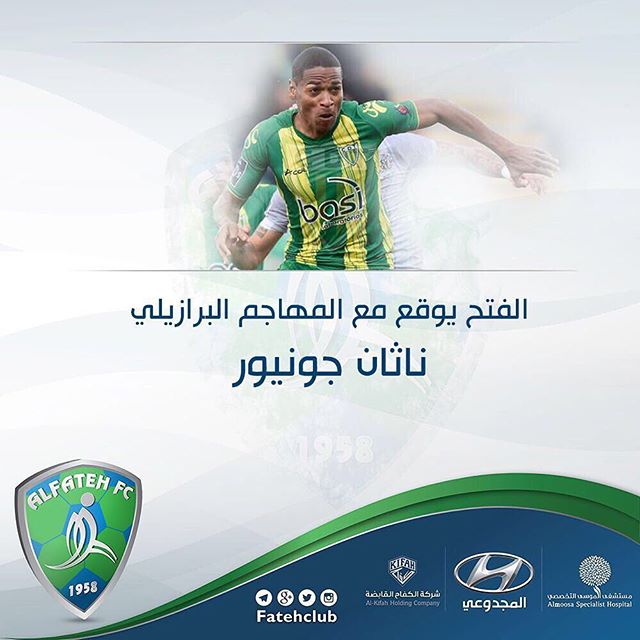 Acon
basi
الفتح يوقع مع المهاجم البرازيلي
ناثان جونيور
1958
ALFATEH FC
1958
Fatehclub
KIFAH
شركة الكفاح القابضة
Al-Kifah Holding Company
المجدوعي
مستشفى الموسى التخصصي
Almoosa Specialist Hospital